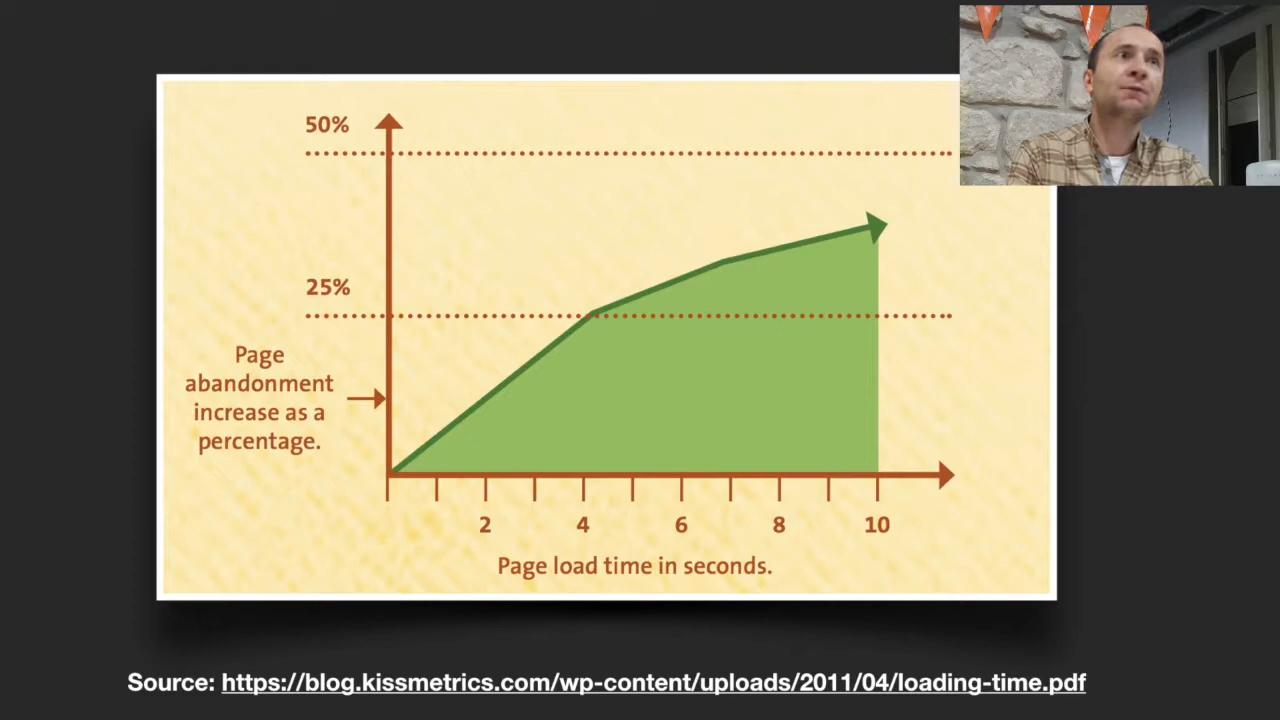 50%
25%
Page
abandonment
increase as a
percentage.
2 4 6 8 10
Page load time in seconds.
Source: https://blog.kissmetrics.com/wp-content/uploads/2011/04/loading-time.pdf